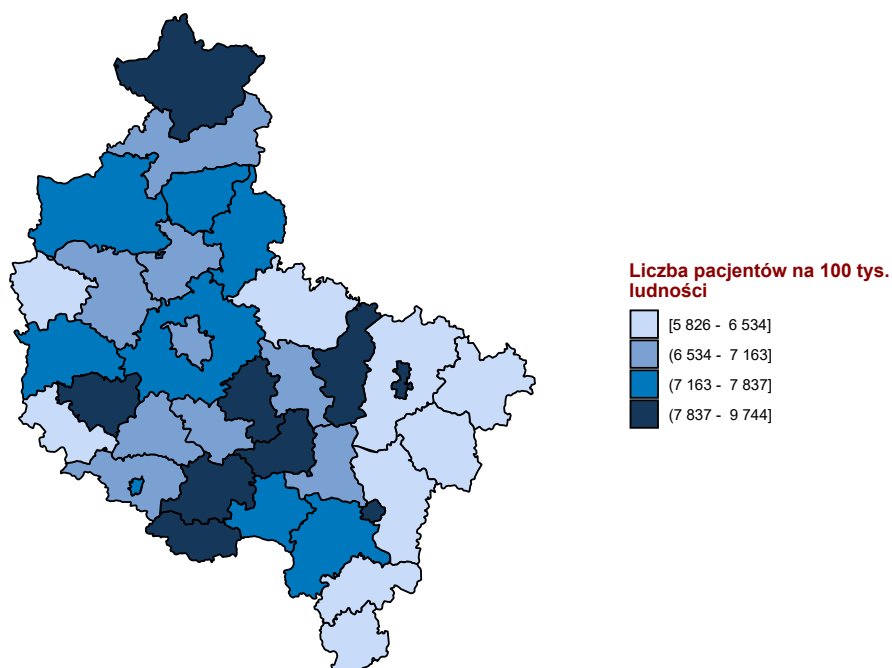 Liczba pacjentów na 100 tys.
ludności
[5 826 - 6 534]
(6 534 - 7 163]
(7 163 - 7 837]
(7 837 - 9 744]